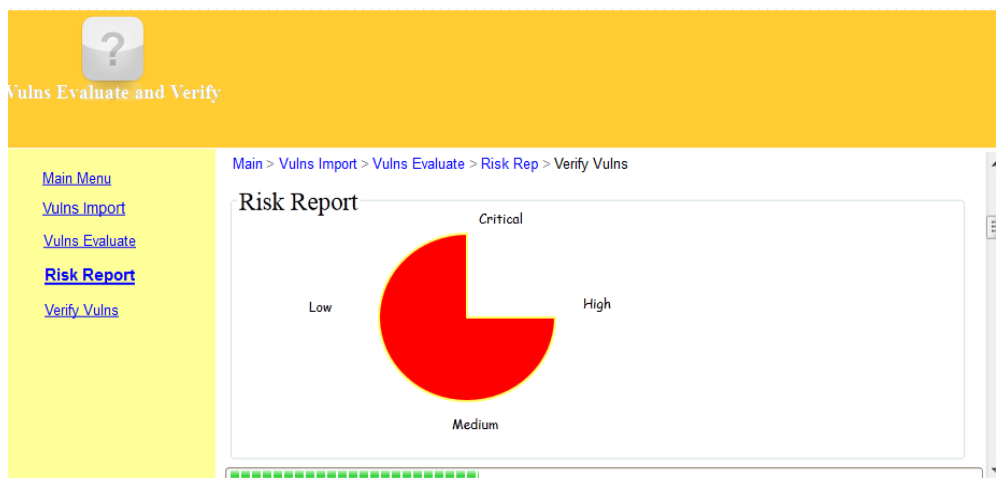 ?
Vulns Evaluate and Verify
Main Menu
Vulns Import
Vulns Evaluate
Risk Report
Verify Vulns
Main > Vulns Import > Vulns Evaluate > Risk Rep > Verify Vulns
Risk Report
Critical
Low
High
Medium